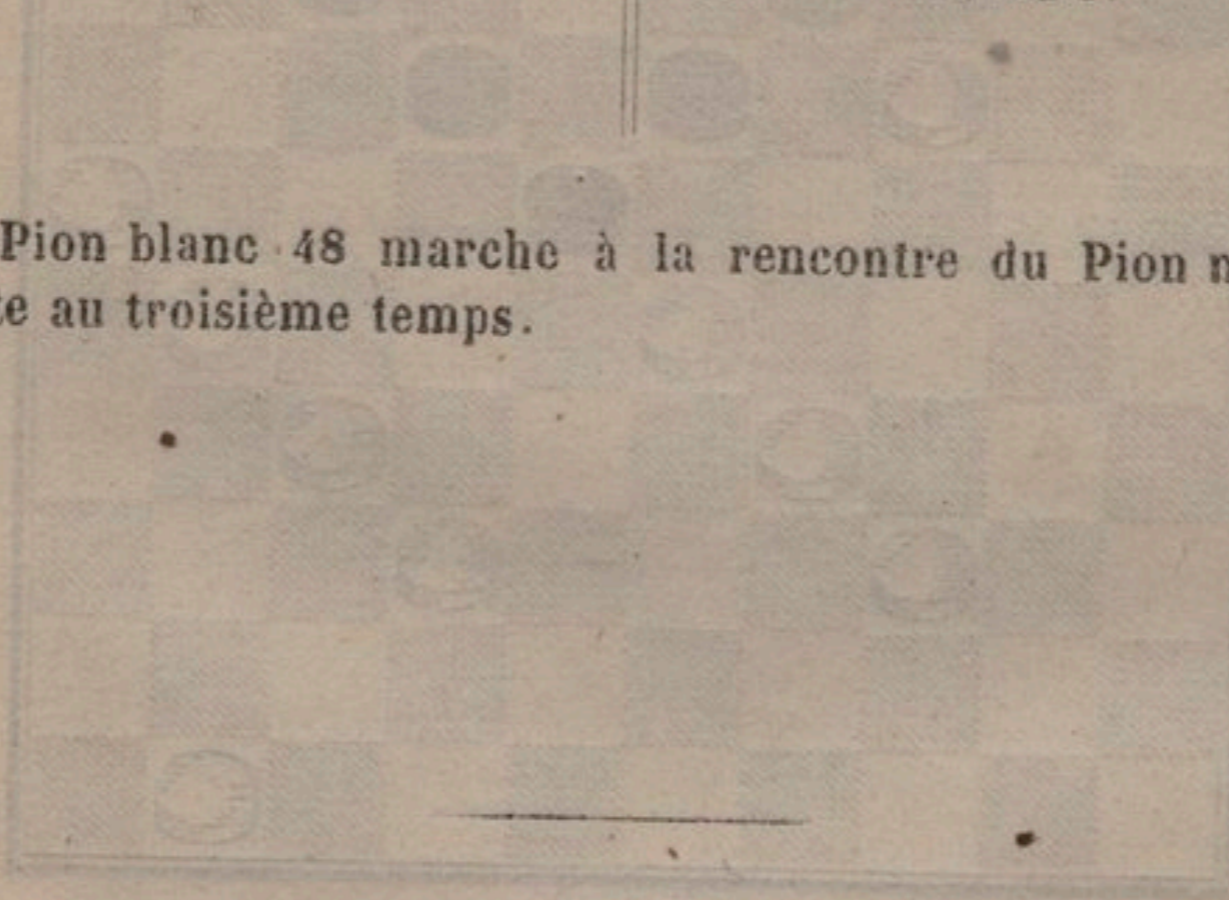 Pion blanc 48 marche à la rencontre du Pion
au troisième temps.